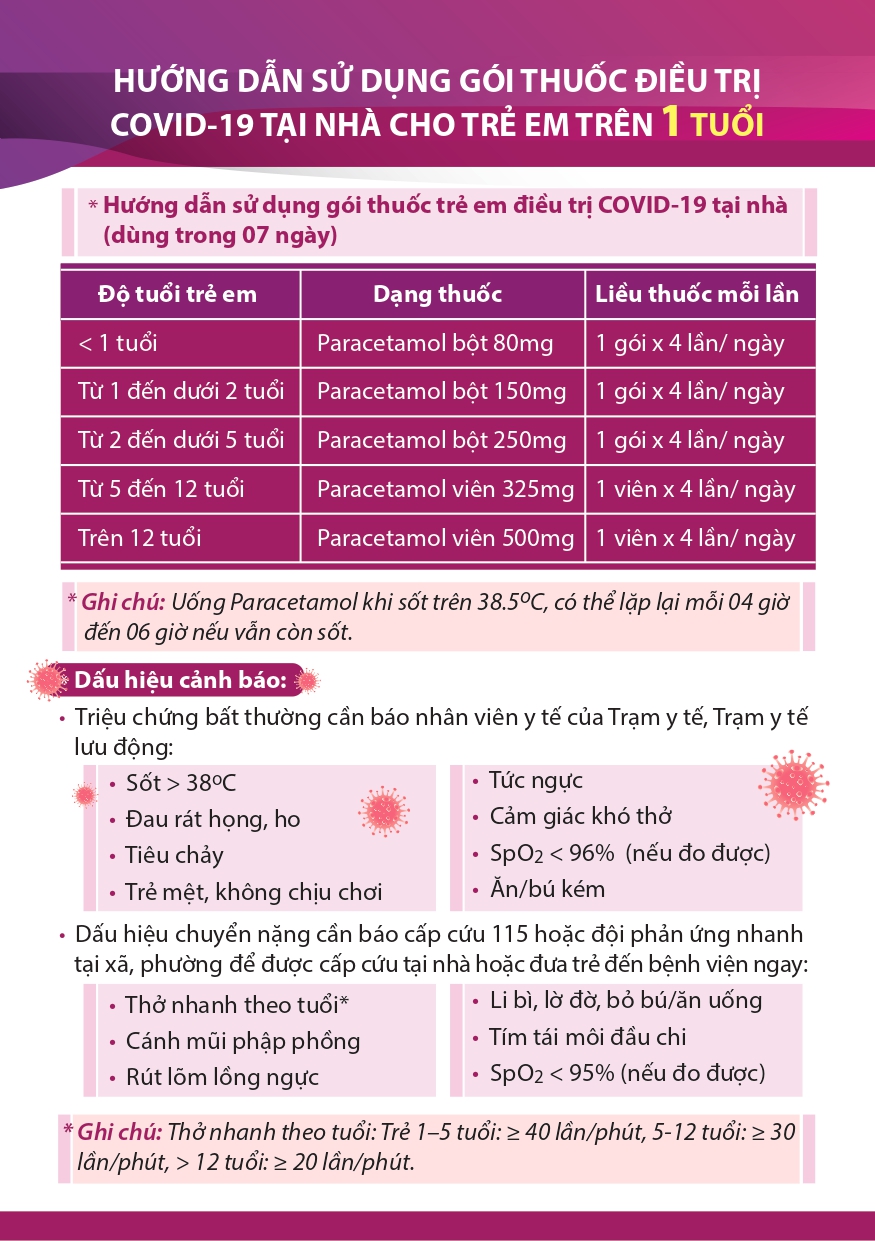 HƯỚNG DẪN SỬ DỤNG GÓI THUỐC ĐIỀU TRỊ
COVID-19 TẠI NHÀ CHO TRẺ EM TRÊN 1 TUỔI
* Hướng dẫn sử dụng gói thuốc trẻ em điều trị COVID-19 tại nhà
(dùng trong 07 ngày)
Độ tuổi trẻ em Dạng thuốc Liều thuốc mỗi lần
< 1 tuổi Paracetamol bột 80mg 1 gói x 4 lần/ ngày
Từ 1 đến dưới 2 tuổi Paracetamol bột 150mg 1 gói x 4 lần/ ngày
Từ 2 đến dưới 5 tuổi Paracetamol bột 250mg 1 gói x 4 lần/ ngày
Từ 5 đến 12 tuổi Paracetamol viên 325mg 1 viên x 4 lần/ ngày
Trên 12 tuổi Paracetamol viên 500mg 1 viên x 4 lần/ ngày
* Ghi chú: Uống Paracetamol khi sốt trên 38.5ºC, có thể lặp lại mỗi 04 giờ
đến 06 giờ nếu vẫn còn sốt.
* Dấu hiệu cảnh báo:
• Triệu chứng bất thường cần báo nhân viên y tế của Trạm y tế, Trạm y tế
lưu động:
• Sốt > 38ºC
• Đau rát họng, ho
• Tiêu chảy
• Trẻ mệt, không chịu chơi
• Tức ngực
• Cảm giác khó thở
• SpO2 < 96% (nếu đo được)
• Ăn/bú kém
• Dấu hiệu chuyển nặng cần báo cấp cứu 115 hoặc đội phản ứng nhanh
tại xã, phường để được cấp cứu tại nhà hoặc đưa trẻ đến bệnh viện ngay:
• Thở nhanh theo tuổi*
• Cánh mũi phập phồng
• Rút lõm lồng ngực
• Li bì, lờ đờ, bỏ bú/ăn uống
• Tím tái môi đầu chi
• SpO2 < 95% (nếu đo được)
* Ghi chú: Thở nhanh theo tuổi: Trẻ 1–5 tuổi: ≥ 40 lần/phút, 5-12 tuổi: ≥ 30
lần/phút, > 12 tuổi: ≥ 20 lần/phút.